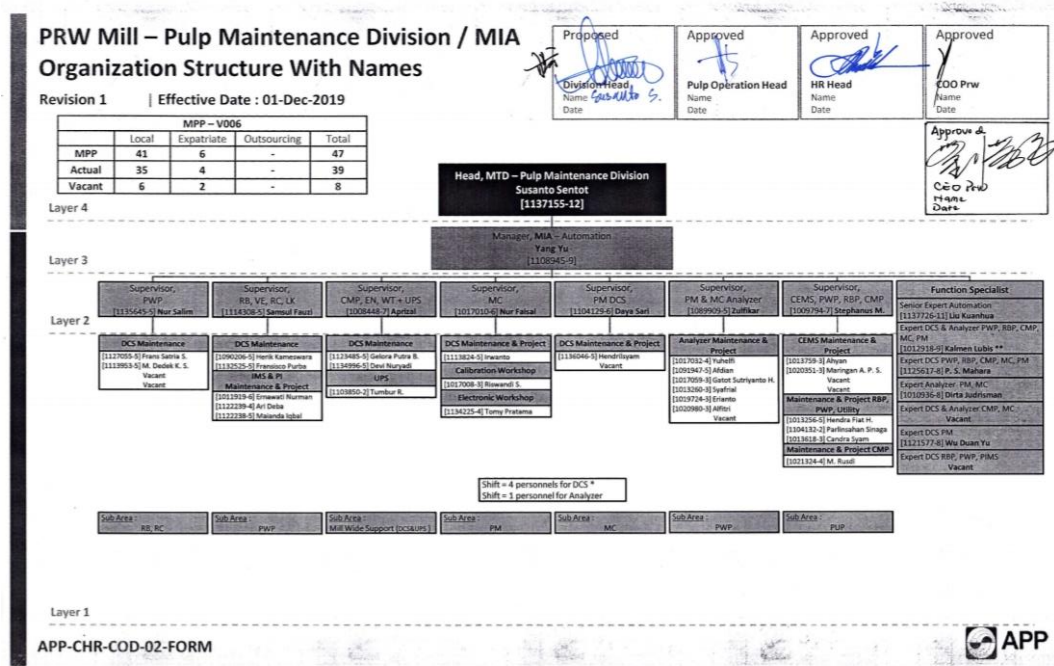 PRW Mill – Pulp Maintenance Division / MIA
Organization Structure With Names
Revision 1 | Effective Date : 01-Dec-2019
Proposed
Division Head
Name Susanto S.
Date
Approved
Pulp Operation Head
Name
Date
Approved
HR Head
Name
Date
Approved
COO Prw
Name
Date
Approved
CEO Prw
Name
Date
MPP – V006
Local Expatriate Outsourcing Total
MPP 41 6 - 47
Actual 35 4 - 39
Vacant 6 2 - 8
Layer 4
Head, MTD – Pulp Maintenance Division
Susanto Sentot
[1137155-12]
Layer 3
Manager, MIA – Automation
Yang Yu
[1108945-9]
Layer 2
Supervisor,
PWP
[1135645-5] Nur Salim
DCS Maintenance
[1127055-5] Frans Satria S.
[1113953-5] M. Dedek K. S.
Vacant
Vacant
Supervisor,
RB, VE, RC, LK
[1114308-5] Samsul Fauzi
DCS Maintenance
[1090206-5] Henk Kameswara
[1132525-5] Fransisco Purba
IMS & PI
Maintenance & Project
[1011919-6] Ernawati Nurman
[1122239-4] Ari Deba
[1122238-5] Malanda Iqbal
Supervisor,
CMP, EN, WT + UPS
[1008448-7] Aprizal
DCS Maintenance
[1123485-5] Gelora Putra B.
[1134996-5] Devi Nuryadi
UPS
[1103850-2] Tumbur R.
Supervisor,
MC
[1017010-6] Nur Faisal
DCS Maintenance & Project
[1113824-5] Irwanto
Calibration Workshop
[1017008-3] Riswandi S.
Electronic Workshop
[1134225-4] Tomy Pratama
Supervisor,
PM DCS
[1104129-6] Daya Sari
DCS Maintenance & Project
[1136046-5] Hendrilsyam
Vacant
Supervisor,
PM & MC Analyzer
[1089909-5] Zulfikar
Analyzer Maintenance &
Project
[1017032-4] Yuhelfi
[1091947-5] Afdian
[1017059-3] Gatot Sutriyanto H.
[1013260-3] Syafrial
[1019724-3] Erianto
[1020980-3] Alfitri
Vacant
Supervisor,
CEMS, PWP, RBP, CMP
[1009794-7] Stephanus M.
CEMS Maintenance &
Project
[1013759-3] Ahyan
[1020351-3] Maringan A. P. S.
Vacant
Vacant
Maintenance & Project RBP,
PWP, Utility
[1013256-5] Hendra Fiat H.
[1104132-2] Parlinsahan Sinaga
[1013618-3] Candra Syam
Maintenance & Project CMP
[1021324-4] M. Rusdi
Function Specialist
Senior Expert Automation
[1137726-11] Liu Kuanhua
Expert DCS & Analyzer PWP, RBP, CMP,
MC, PM
[1012918-9] Kalmen Lubis **
Expert DCS PWP, RBP, CMP, MC, PM
[1125617-8] P. S. Mahara
Expert Analyzer PM, MC
[1010936-8] Dirta Judrisman
Expert DCS & Analyzer CMP, MC
Vacant
Expert DCS PM
[1121577-8] Wu Duan Yu
Expert DCS RBP, PWP, PIMS
Vacant
Shift = 4 personnels for DCS *
Shift = 1 personnel for Analyzer
Sub Area :
RB, RC
Sub Area :
PWP
Sub Area :
Mill Wide Support (DCS&UPS )
Sub Area :
PM
Sub Area :
MC
Sub Area :
PWP
Sub Area :
PUP
Layer 1
APP-CHR-COD-02-FORM
APP